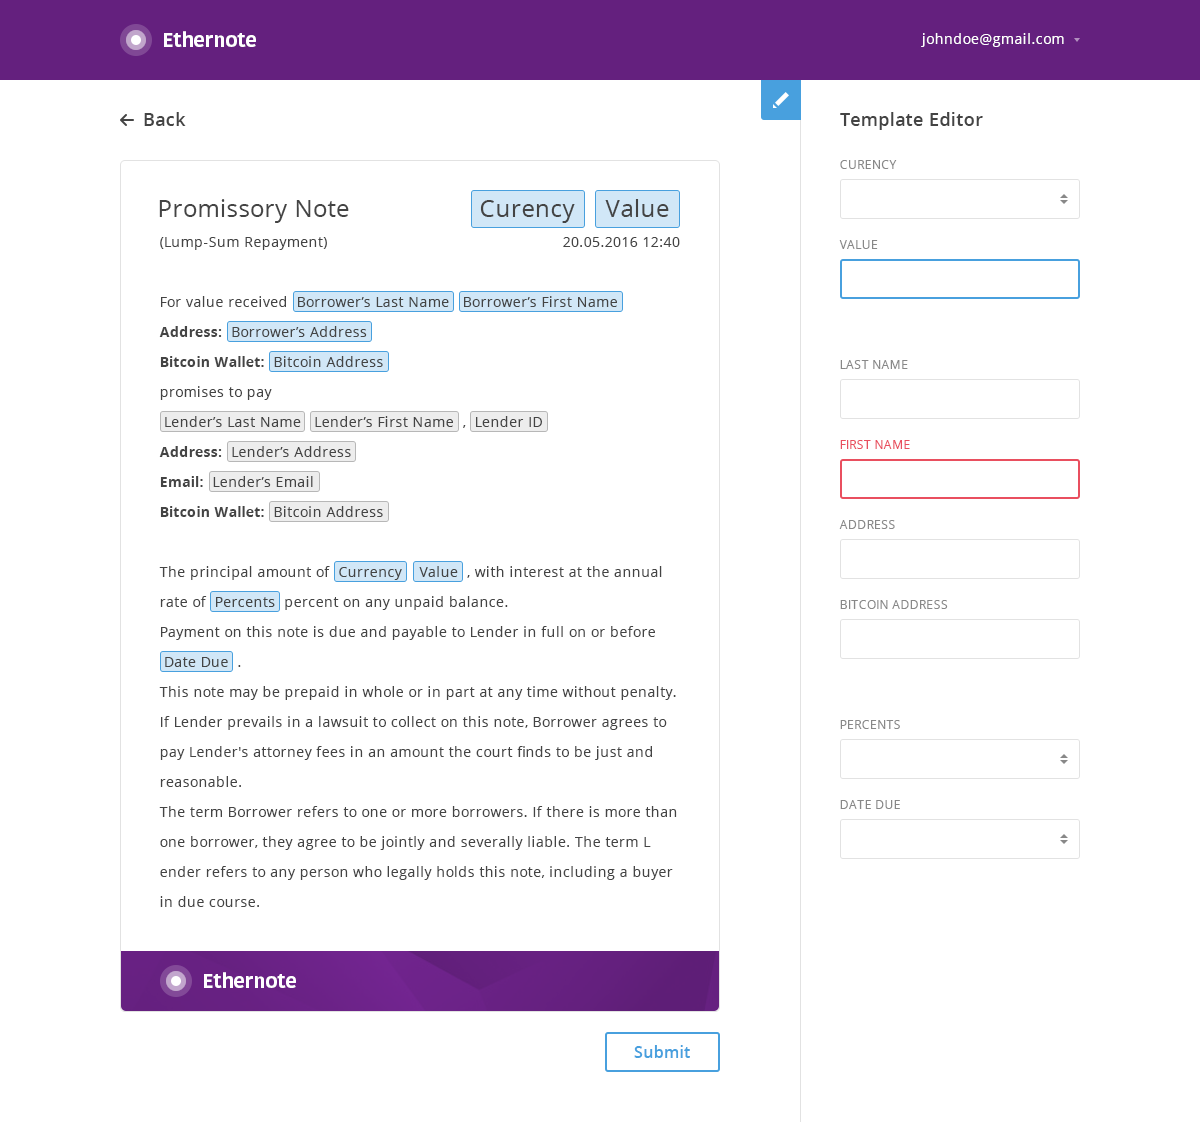 Ethernote
johndoe@gmail.com
Back
Promissory Note Curency Value
(Lump-Sum Repayment) 20.05.2016 12:40
For value received Borrower’s Last Name Borrower’s First Name
Address: Borrower’s Address
Bitcoin Wallet: Bitcoin Address
promises to pay
Lender’s Last Name Lender’s First Name , Lender ID
Address: Lender’s Address
Email: Lender’s Email
Bitcoin Wallet: Bitcoin Address
The principal amount of Currency Value , with interest at the annual
rate of Percents percent on any unpaid balance.
Payment on this note is due and payable to Lender in full on or before
Date Due .
This note may be prepaid in whole or in part at any time without penalty.
If Lender prevails in a lawsuit to collect on this note, Borrower agrees to
pay Lender's attorney fees in an amount the court finds to be just and
reasonable.
The term Borrower refers to one or more borrowers. If there is more than
one borrower, they agree to be jointly and severally liable. The term L
ender refers to any person who legally holds this note, including a buyer
in due course.
Ethernote
Submit
Template Editor
CURENCY
VALUE
LAST NAME
FIRST NAME
ADDRESS
BITCOIN ADDRESS
PERCENTS
DATE DUE